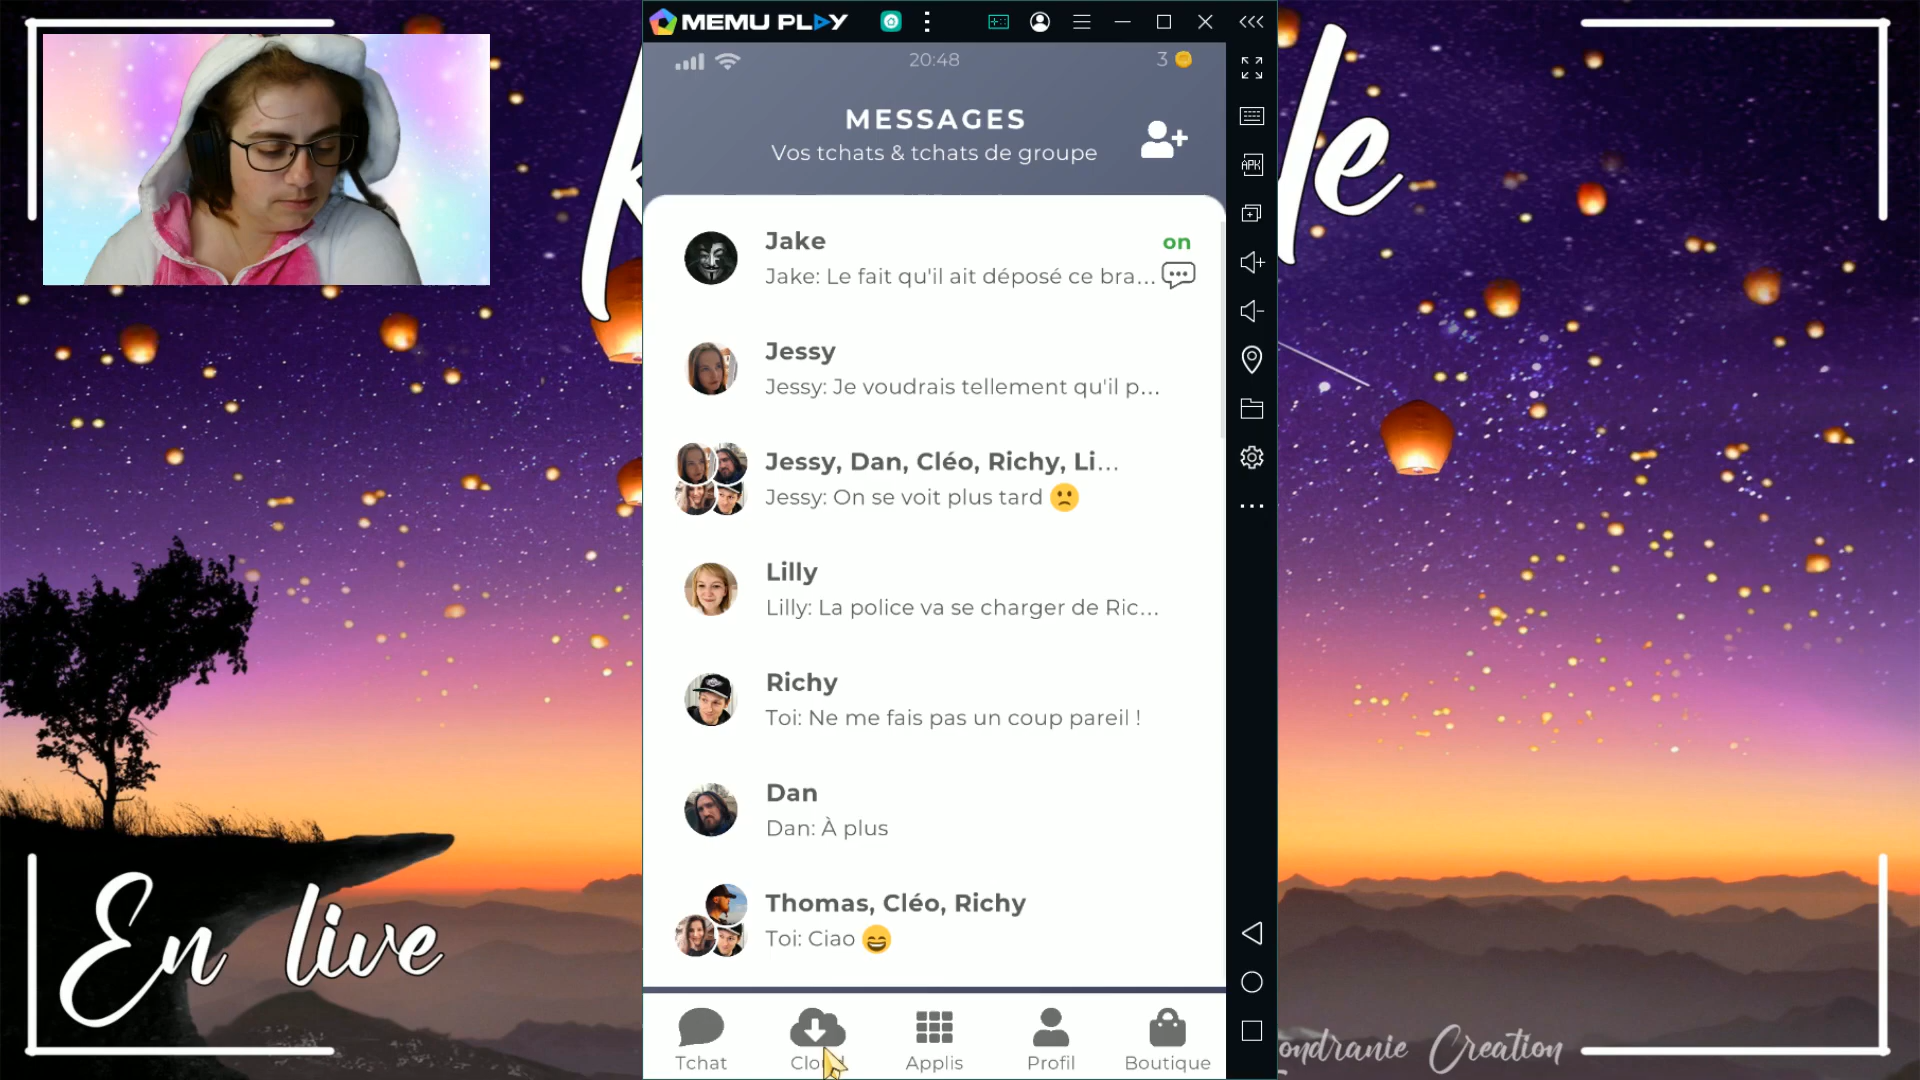 MEMU PLAY
20:48
3
MESSAGES
Vos tchats & tchats de groupe
Jake
on
Jake: Le fait qu'il ait déposé ce bra...
Jessy
Jessy: Je voudrais tellement qu'il p...
Jessy, Dan, Cléo, Richy, Li...
Jessy: On se voit plus tard 🙁
Lilly
Lilly: La police va se charger de Ric...
Richy
Toi: Ne me fais pas un coup pareil !
Dan
Dan: À plus
Thomas, Cléo, Richy
Toi: Ciao 😄
Tchat
Applis
Profil
Boutique
APK
En live
Creation